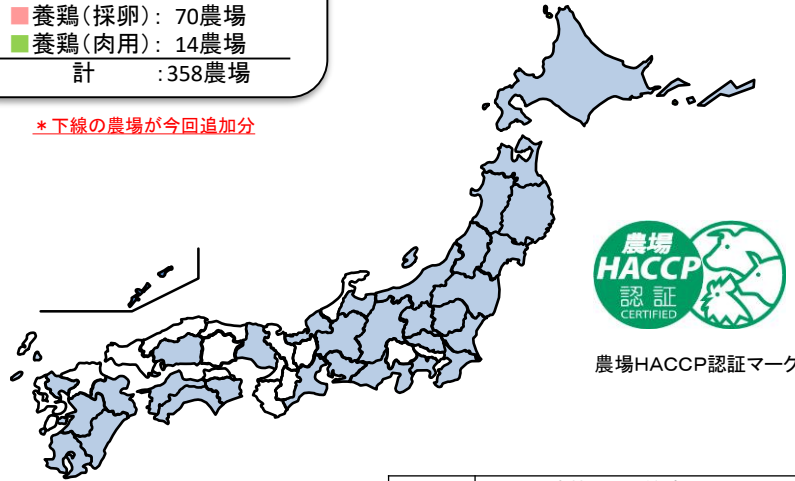 ■養鶏（採卵）： 70農場
■養鶏（肉用）： 14農場
計 ：358農場
＊下線の農場が今回追加分
農場
HACCP
認証
CERTIFIED
農場HACCP認証マーク